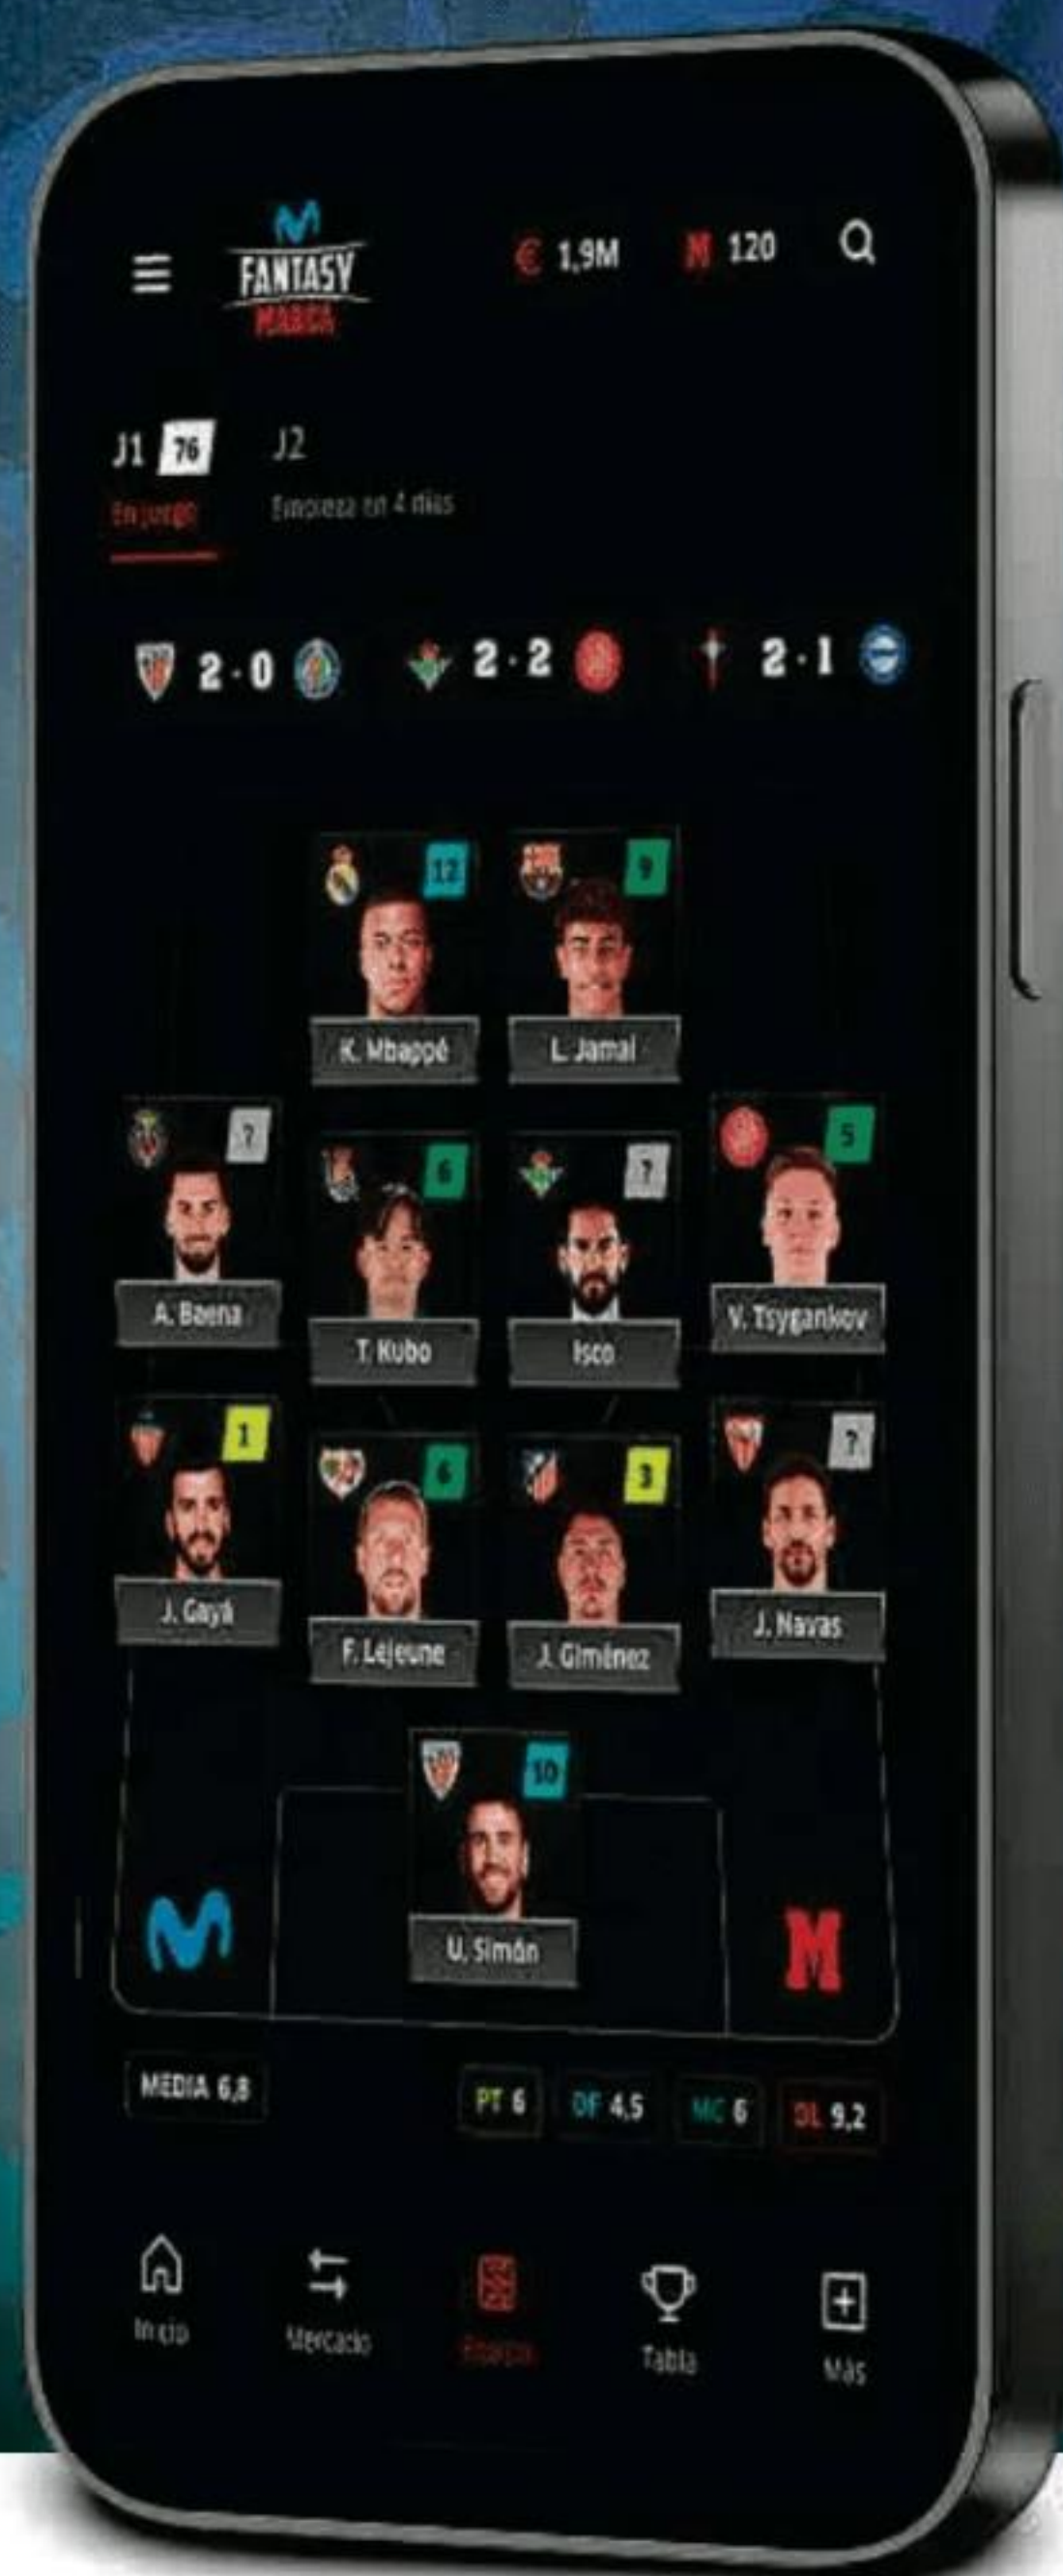 FANTASY
MARCA
€ 1,9M
M 120
J1 76
J2
En juego
Empieza en 4 días
2·0
2·2
2·1
12
9
K. Mbappé
L. Jamal
?
6
?
5
A. Baena
T. Kubo
Isco
V. Tsygankov
1
6
3
?
J. Gayá
F. Lejeune
J. Giménez
J. Navas
10
U. Simón
M
MEDIA 6,8
PT 6
DF 4,5
MC 6
DL 9,2
Inicio
Mercado
Tabla
Más